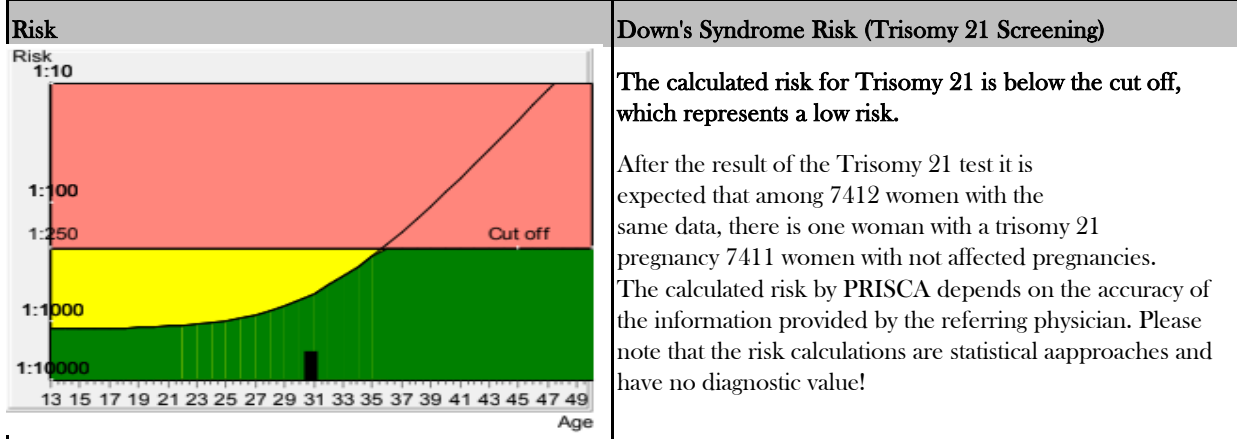 Risk
Risk
1:10
1:100
1:250
Cut off
1:1000
1:10000
13 15 17 19 21 23 25 27 29 31 33 35 37 39 41 43 45 47 49
Age
Down's Syndrome Risk (Trisomy 21 Screening)
The calculated risk for Trisomy 21 is below the cut off,
which represents a low risk.
After the result of the Trisomy 21 test it is
expected that among 7412 women with the
same data, there is one woman with a trisomy 21
pregnancy 7411 women with not affected pregnancies.
The calculated risk by PRISCA depends on the accuracy of
the information provided by the referring physician. Please
note that the risk calculations are statistical aapproaches and
have no diagnostic value!